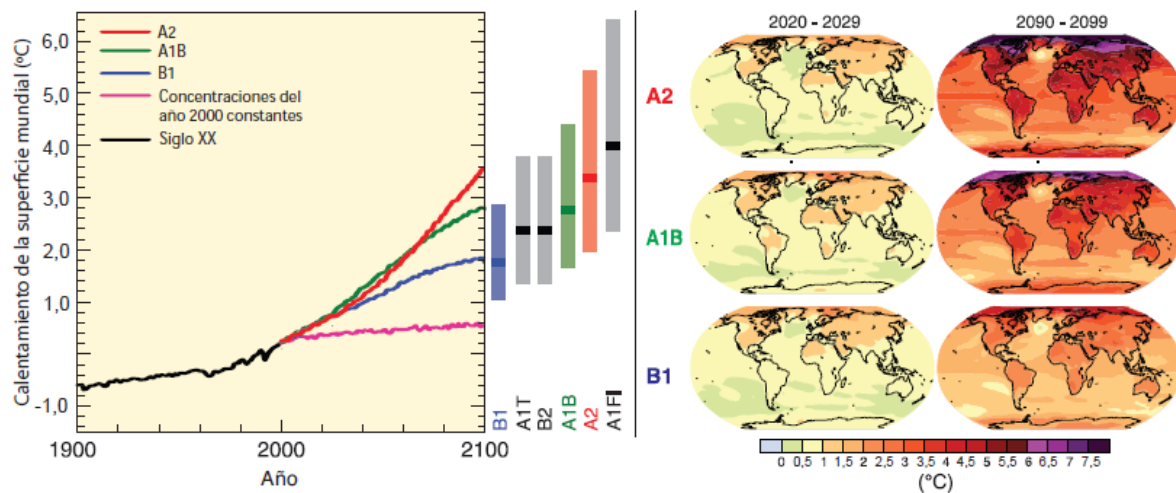 Calentamiento de la superficie mundial (ºC)
6,0
5,0
4,0
3,0
2,0
1,0
-1,0
A2
A1B
B1
Concentraciones del
año 2000 constantes
Siglo XX
1900
2000
2100
Año
B1
A1T
B2
A1B
A2
A1FI
2020 - 2029
2090 - 2099
A2
A1B
B1
0 0,5 1 1,5 2 2,5 3 3,5 4 4,5 5 5,5 6 6,5 7 7,5
(°C)